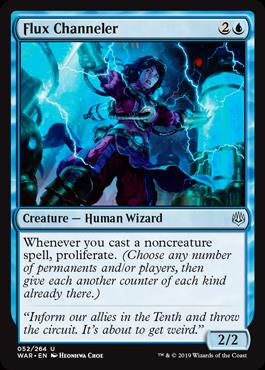 Flux Channeler 2
Creature — Human Wizard
Whenever you cast a noncreature
spell, proliferate. (Choose any
number of permanents and/or players, then
give each another counter of each kind
already there.)
“Inform our allies in the Tenth and throw
the circuit. It’s about to get weird.”
2/2
052/264 U
WAR • EN HEONHWA CHOE
™ & © 2019 Wizards of the Coast